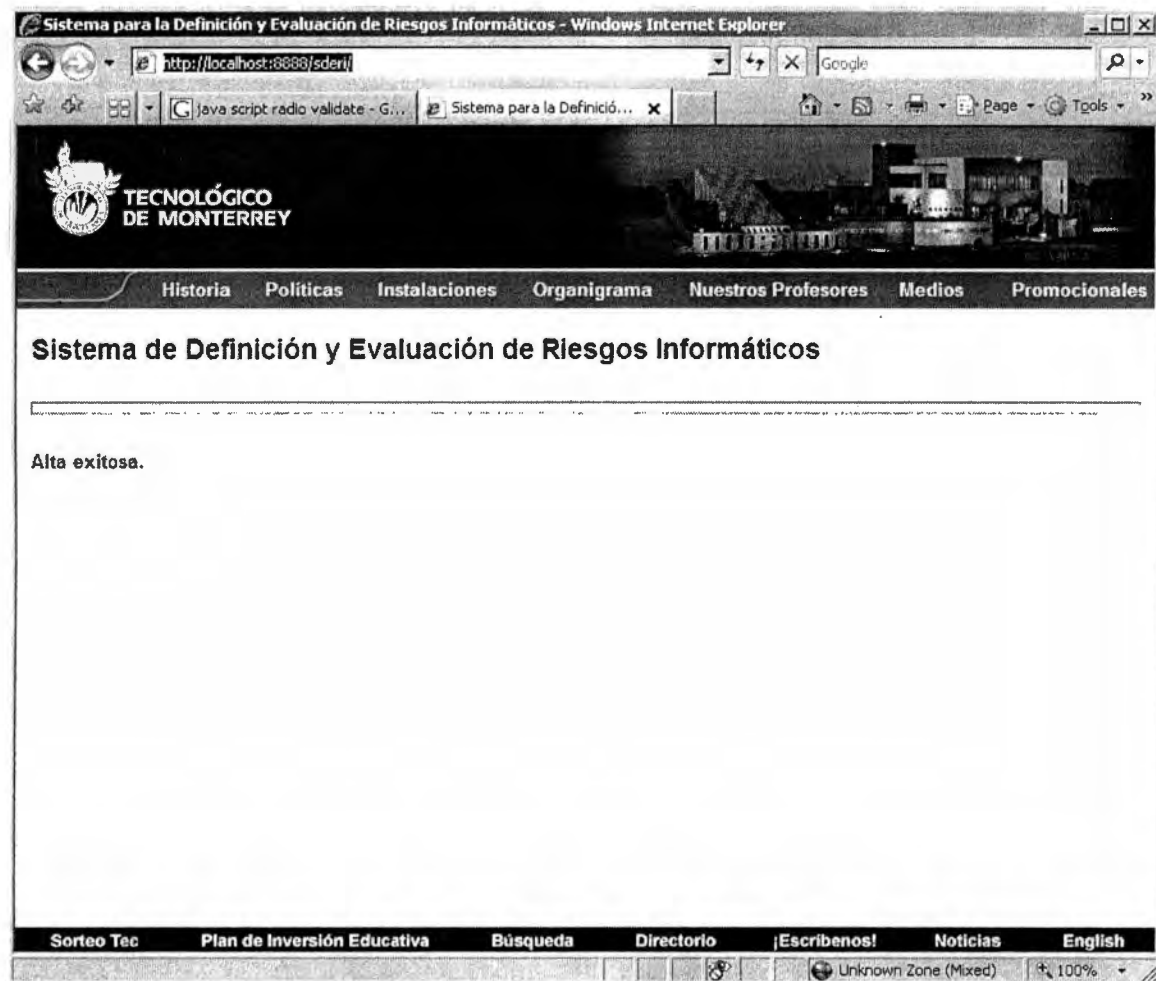 Sistema para la Definición y Evaluación de Riesgos Informáticos - Windows Internet Explorer
http://localhost:8888/sderi/
Google
java script radio validate - G...
Sistema para la Definició...
Page
Tools
TECNOLÓGICO
DE MONTERREY
Historia Políticas Instalaciones Organigrama Nuestros Profesores Medios Promocionales
Sistema de Definición y Evaluación de Riesgos Informáticos
Alta exitosa.
Sorteo Tec Plan de Inversión Educativa Búsqueda Directorio ¡Escríbenos! Noticias English
Unknown Zone (Mixed) 100%